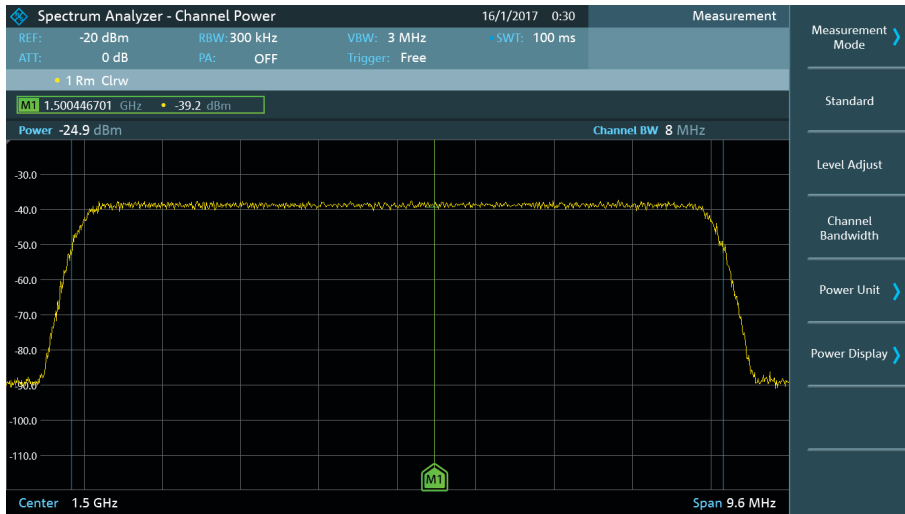 Spectrum Analyzer - Channel Power 16/1/2017 0:30 Measurement
REF: -20 dBm RBW: 300 kHz VBW: 3 MHz SWT: 100 ms
ATT: 0 dB PA: OFF Trigger: Free
1 Rm Clrw
M1 1.500446701 GHz -39.2 dBm
Power -24.9 dBm Channel BW 8 MHz
-30.0
-40.0
-50.0
-60.0
-70.0
-80.0
-90.0
-100.0
-110.0
M1
Center 1.5 GHz Span 9.6 MHz
Measurement
Mode
Standard
Level Adjust
Channel
Bandwidth
Power Unit
Power Display